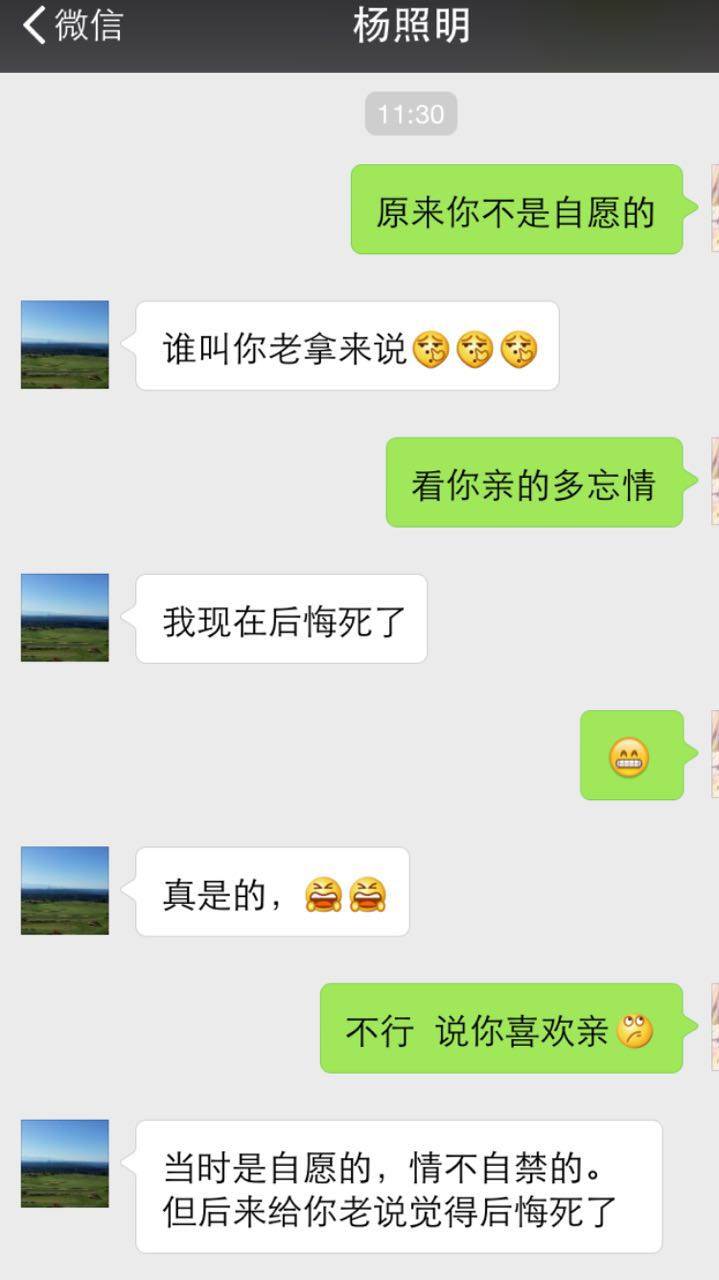 微信
杨照明
11:30
原来你不是自愿的
谁叫你老拿来说
看你亲的多忘情
我现在后悔死了
真是的，
不行 说你喜欢亲
当时是自愿的，情不自禁的。
但后来给你老说觉得后悔死了